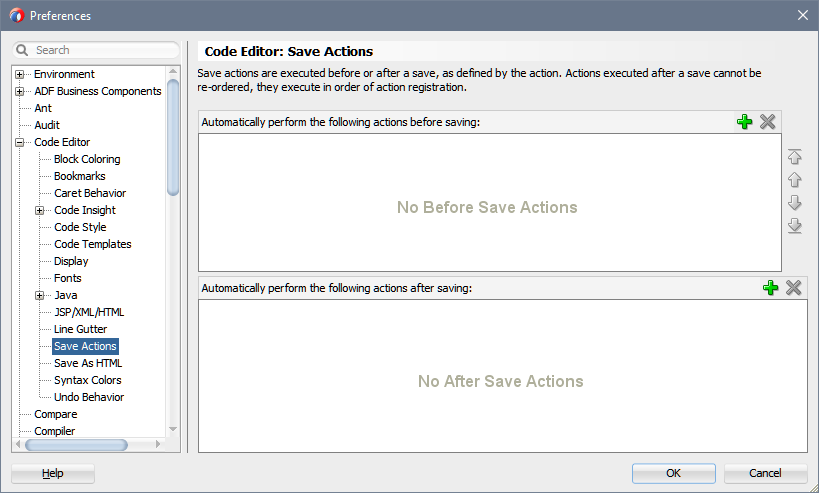 Preferences
Search
Environment
ADF Business Components
Ant
Audit
Code Editor
Block Coloring
Bookmarks
Caret Behavior
Code Insight
Code Style
Code Templates
Display
Fonts
Java
JSP/XML/HTML
Line Gutter
Save Actions
Save As HTML
Syntax Colors
Undo Behavior
Compare
Compiler
Code Editor: Save Actions
Save actions are executed before or after a save, as defined by the action. Actions executed after a save cannot be
re-ordered, they execute in order of action registration.
Automatically perform the following actions before saving:
No Before Save Actions
Automatically perform the following actions after saving:
No After Save Actions
Help
OK
Cancel